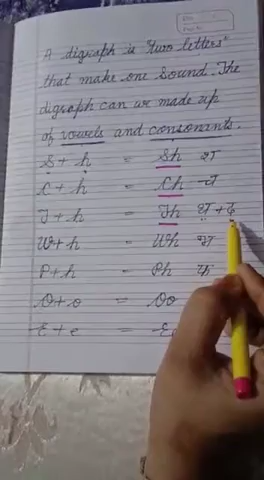 A digraph is two letters
that make one Sound. The
digraph can we made up
of vowels and consonants.
S + h = Sh श
C + h = Ch च
T + h = Th थ + द
W + h = Wh
P + h = Ph फ
O + o = Oo
E + e =